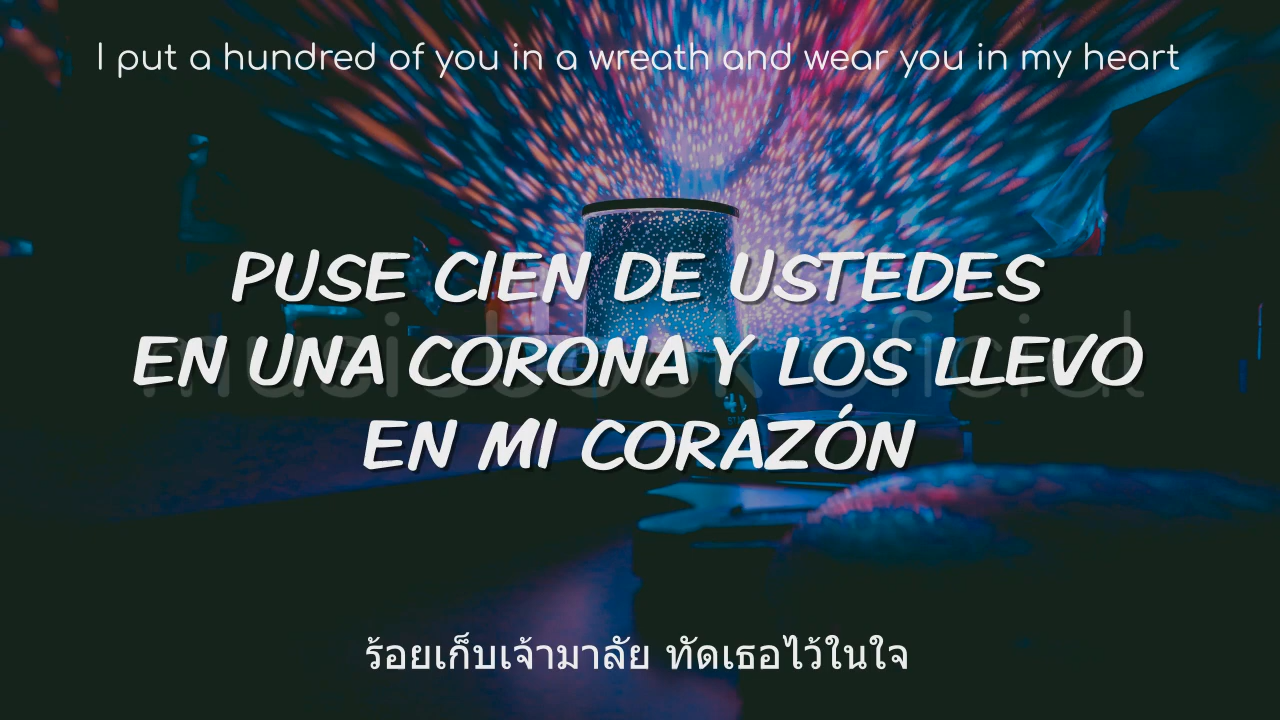 I put a hundred of you in a wreath and wear you in my heart
PUSE CIEN DE USTEDES
EN UNA CORONA Y LOS LLEVO
EN MI CORAZÓN
musicbook oficial
ร้อยเก็บเจ้ามาลัย ทัดเธอไว้ในใจ